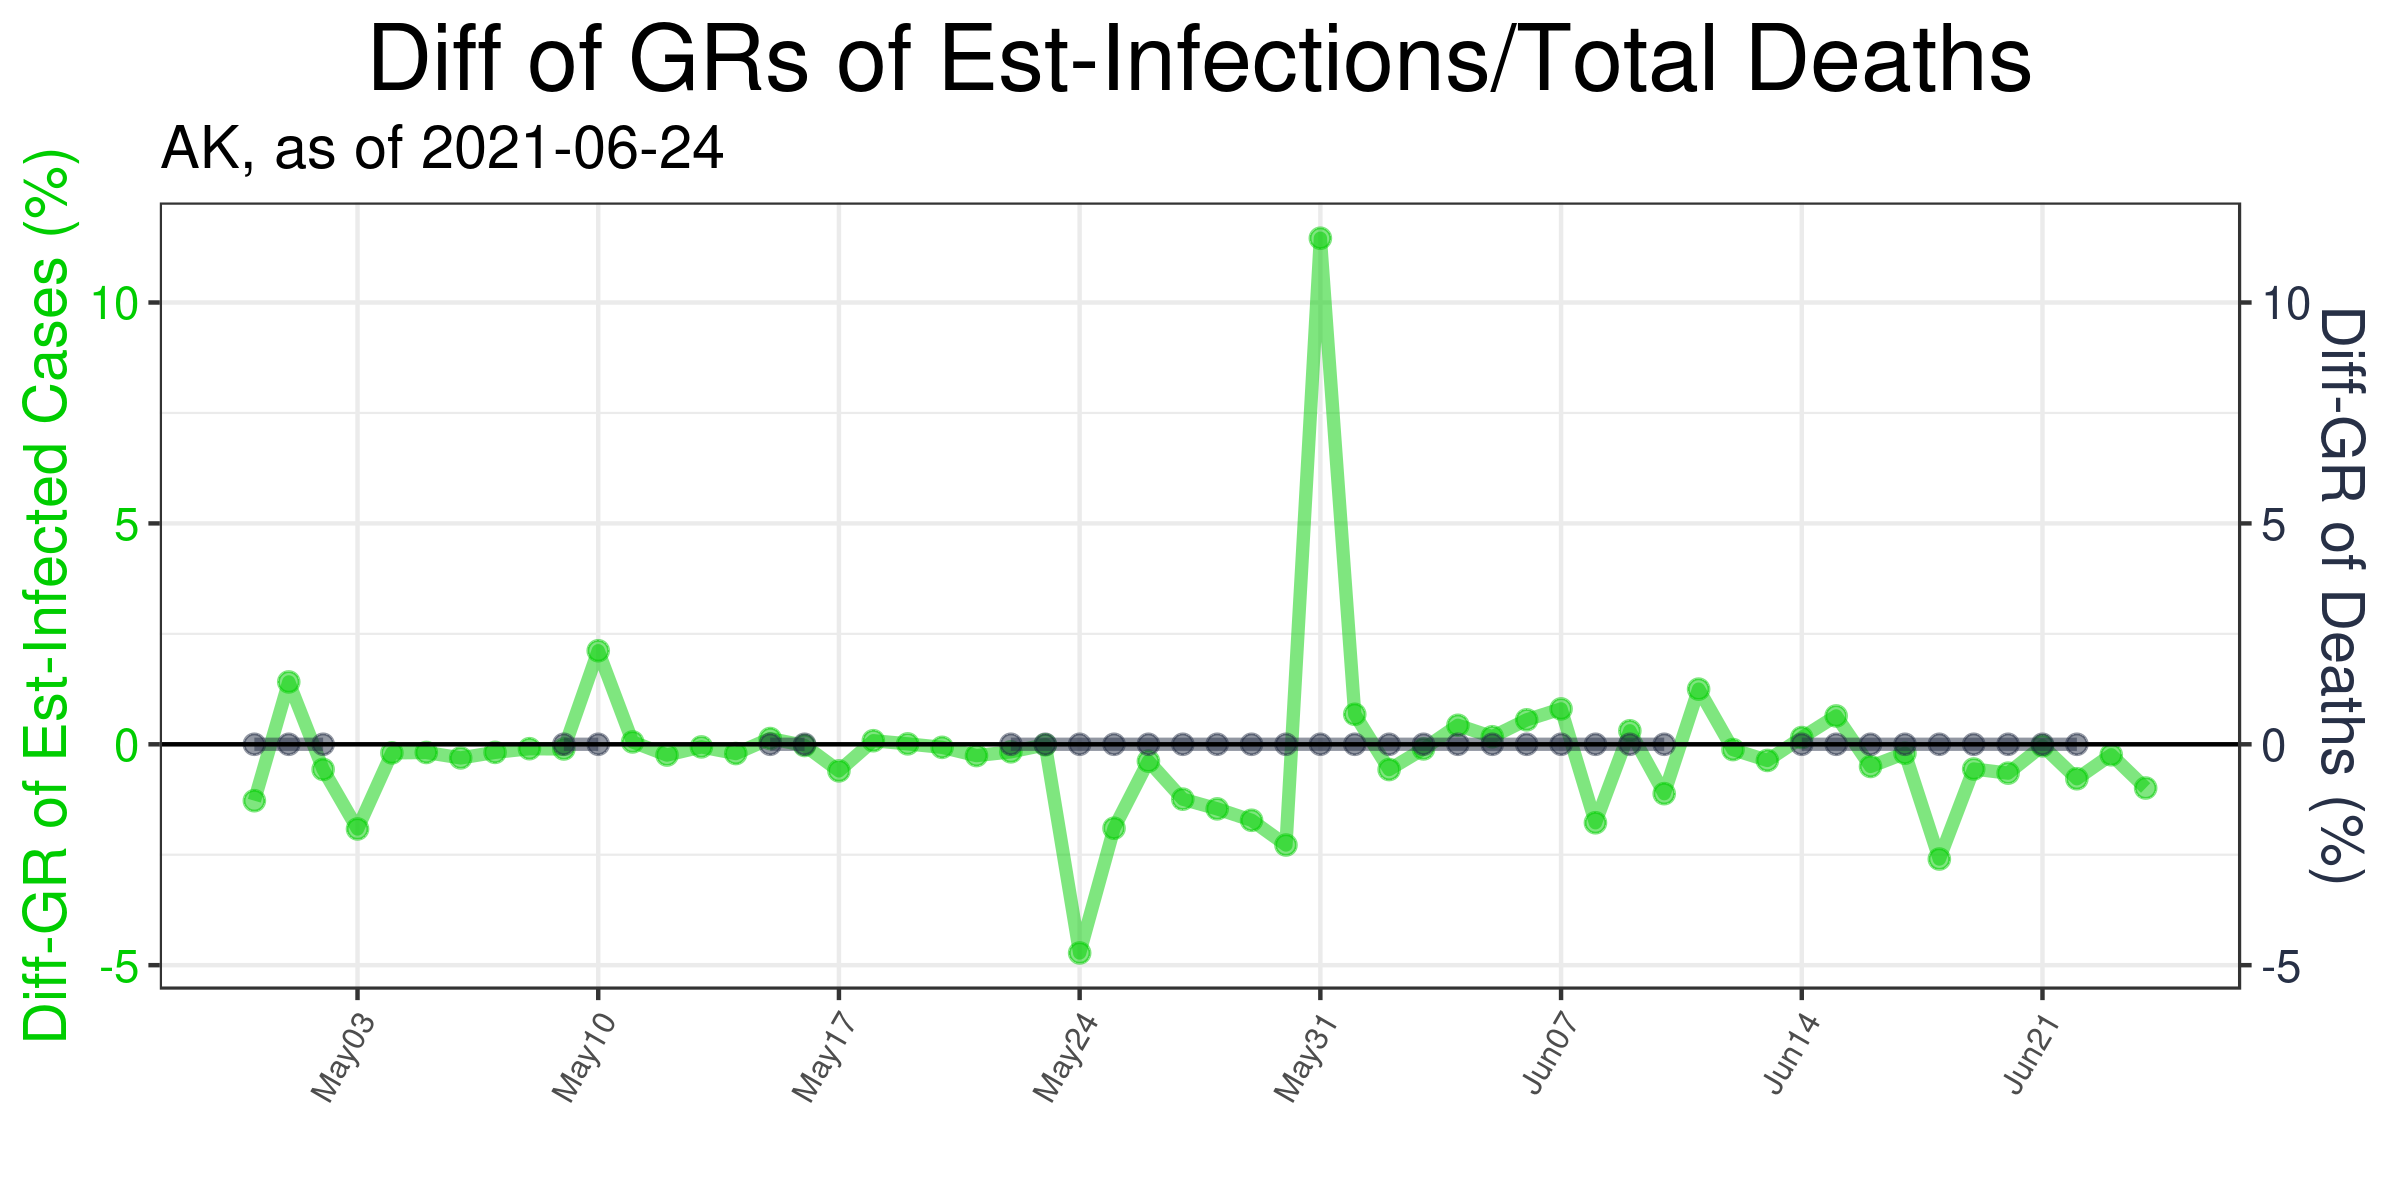 Diff of GRs of Est-Infections/Total Deaths
AK, as of 2021-06-24
Diff-GR of Est-Infected Cases (%)
10
5
0
-5
10
5
0
-5
Diff-GR of Deaths (%)
May03
May10
May17
May24
May31
Jun07
Jun14
Jun21